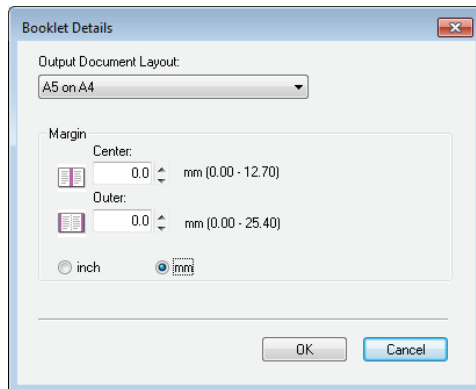 Booklet Details
Output Document Layout:
A5 on A4
Margin
Center:
0.0 mm (0.00 - 12.70)
Outer:
0.0 mm (0.00 - 25.40)
inch mm
OK Cancel